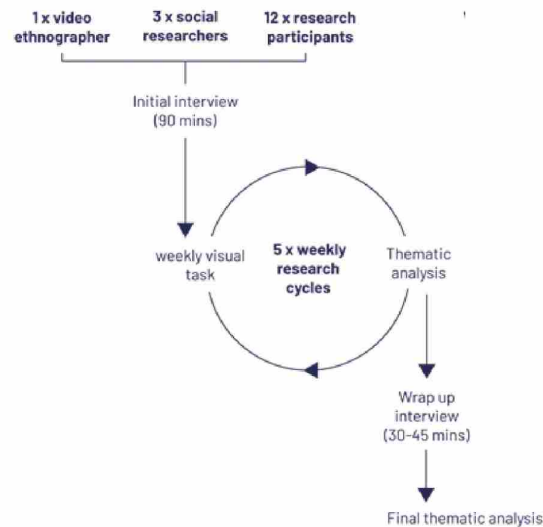 1 x video
ethnographer
3 x social
researchers
12 x research
participants
Initial interview
(90 mins)
weekly visual
task
5 x weekly
research
cycles
Thematic
analysis
Wrap up
interview
(30-45 mins)
Final thematic analysis